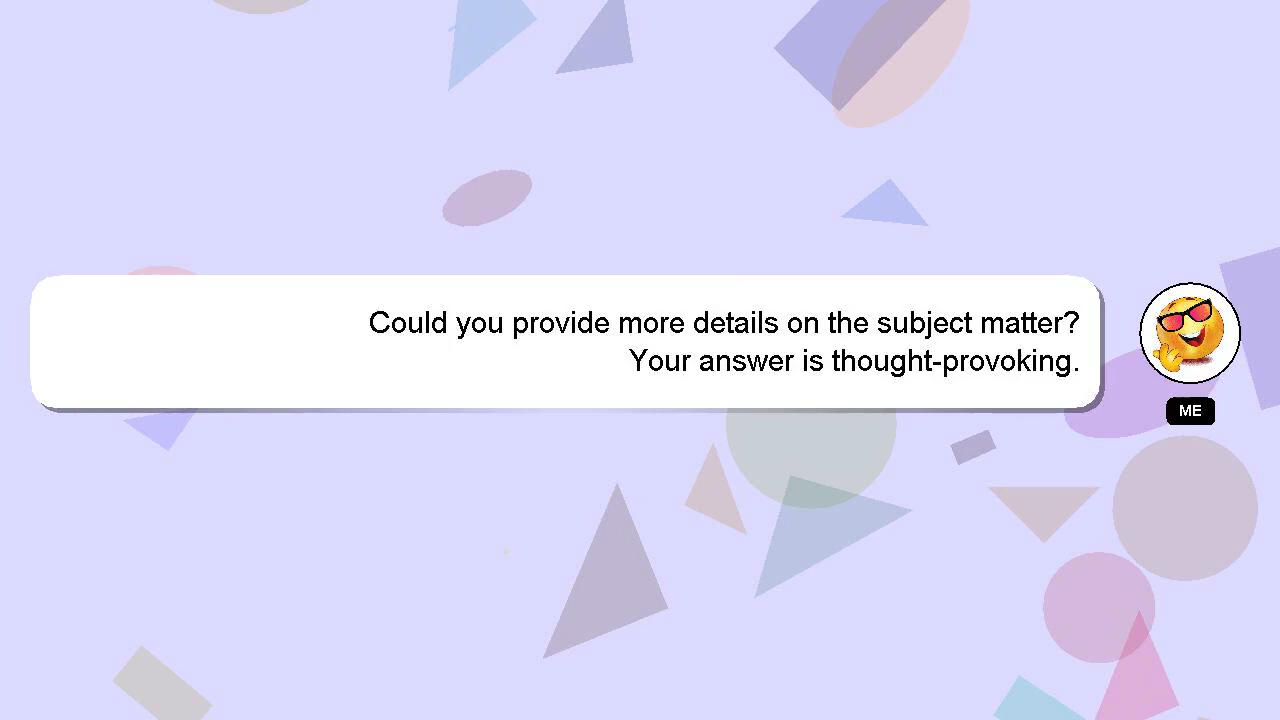 Could you provide more details on the subject matter?
Your answer is thought-provoking.
ME